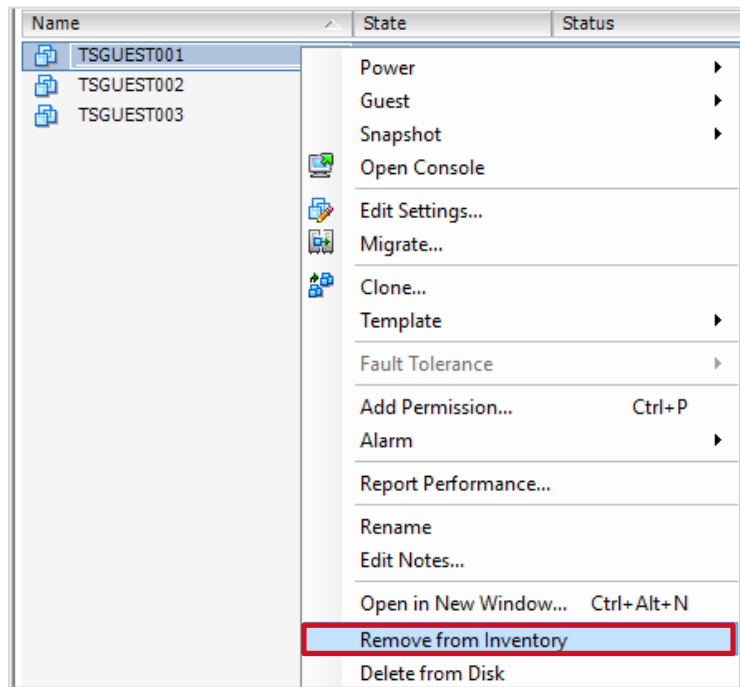 Name State Status
TSGUEST001
TSGUEST002
TSGUEST003
Power
Guest
Snapshot
Open Console
Edit Settings...
Migrate...
Clone...
Template
Fault Tolerance
Add Permission... Ctrl+P
Alarm
Report Performance...
Rename
Edit Notes...
Open in New Window... Ctrl+Alt+N
Remove from Inventory
Delete from Disk